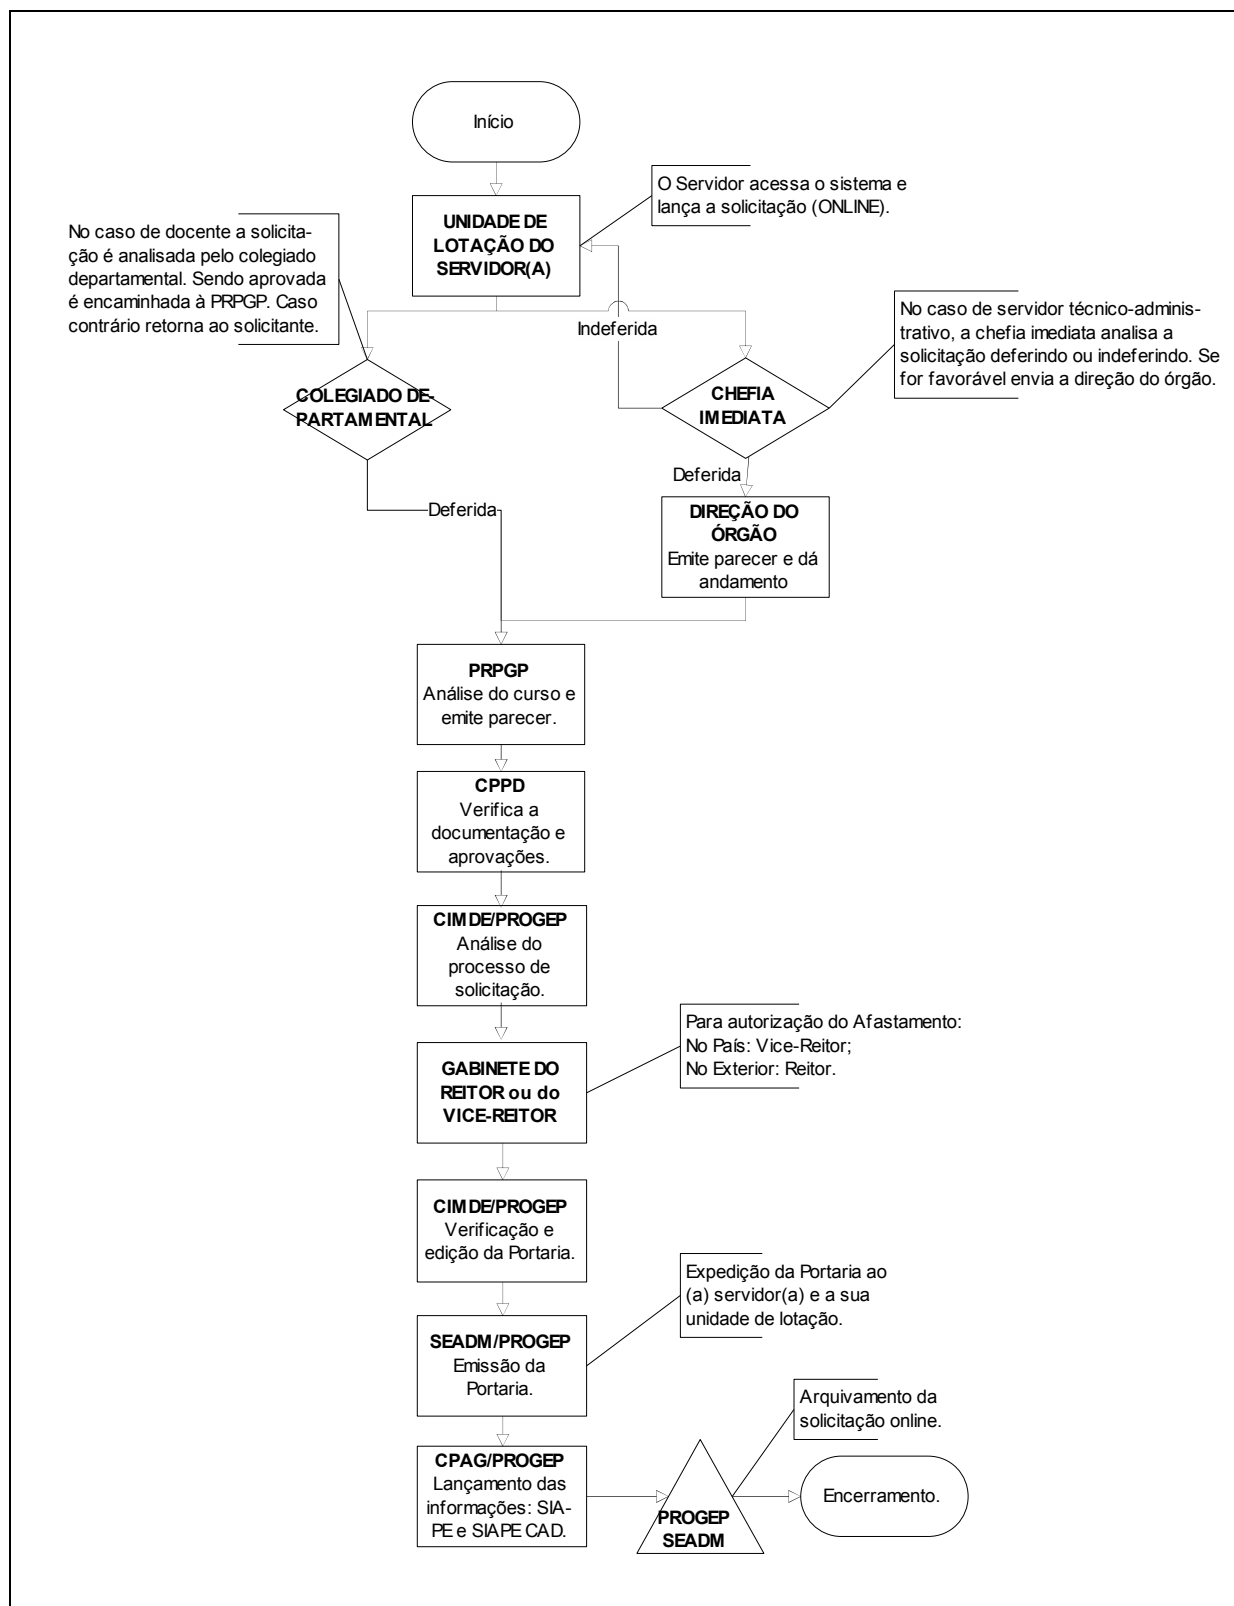 Início
O Servidor acessa o sistema e
lança a solicitação (ONLINE).
UNIDADE DE
LOTAÇÃO DO
SERVIDOR(A)
No caso de docente a solicita-
ção é analisada pelo colegiado
departamental. Sendo aprovada
é encaminhada à PRPGP. Caso
contrário retorna ao solicitante.
Indeferida
No caso de servidor técnico-adminis-
trativo, a chefia imediata analisa a
solicitação deferindo ou indeferindo. Se
for favorável envia a direção do órgão.
COLEGIADO DE-
PARTAMENTAL
CHEFIA
IMEDIATA
Deferida
Deferida
DIREÇÃO DO
ÓRGÃO
Emite parecer e dá
andamento
PRPGP
Análise do curso e
emite parecer.
CPPD
Verifica a
documentação e
aprovações.
CIMDE/PROGEP
Análise do
processo de
solicitação.
Para autorização do Afastamento:
No País: Vice-Reitor;
No Exterior: Reitor.
GABINETE DO
REITOR ou do
VICE-REITOR
CIMDE/PROGEP
Verificação e
edição da Portaria.
Expedição da Portaria ao
(a) servidor(a) e a sua
unidade de lotação.
SEADM/PROGEP
Emissão da
Portaria.
Arquivamento da
solicitação online.
CPAG/PROGEP
Lançamento das
informações: SIA-
PE e SIAPE CAD.
PROGEP
SEADM
Encerramento.